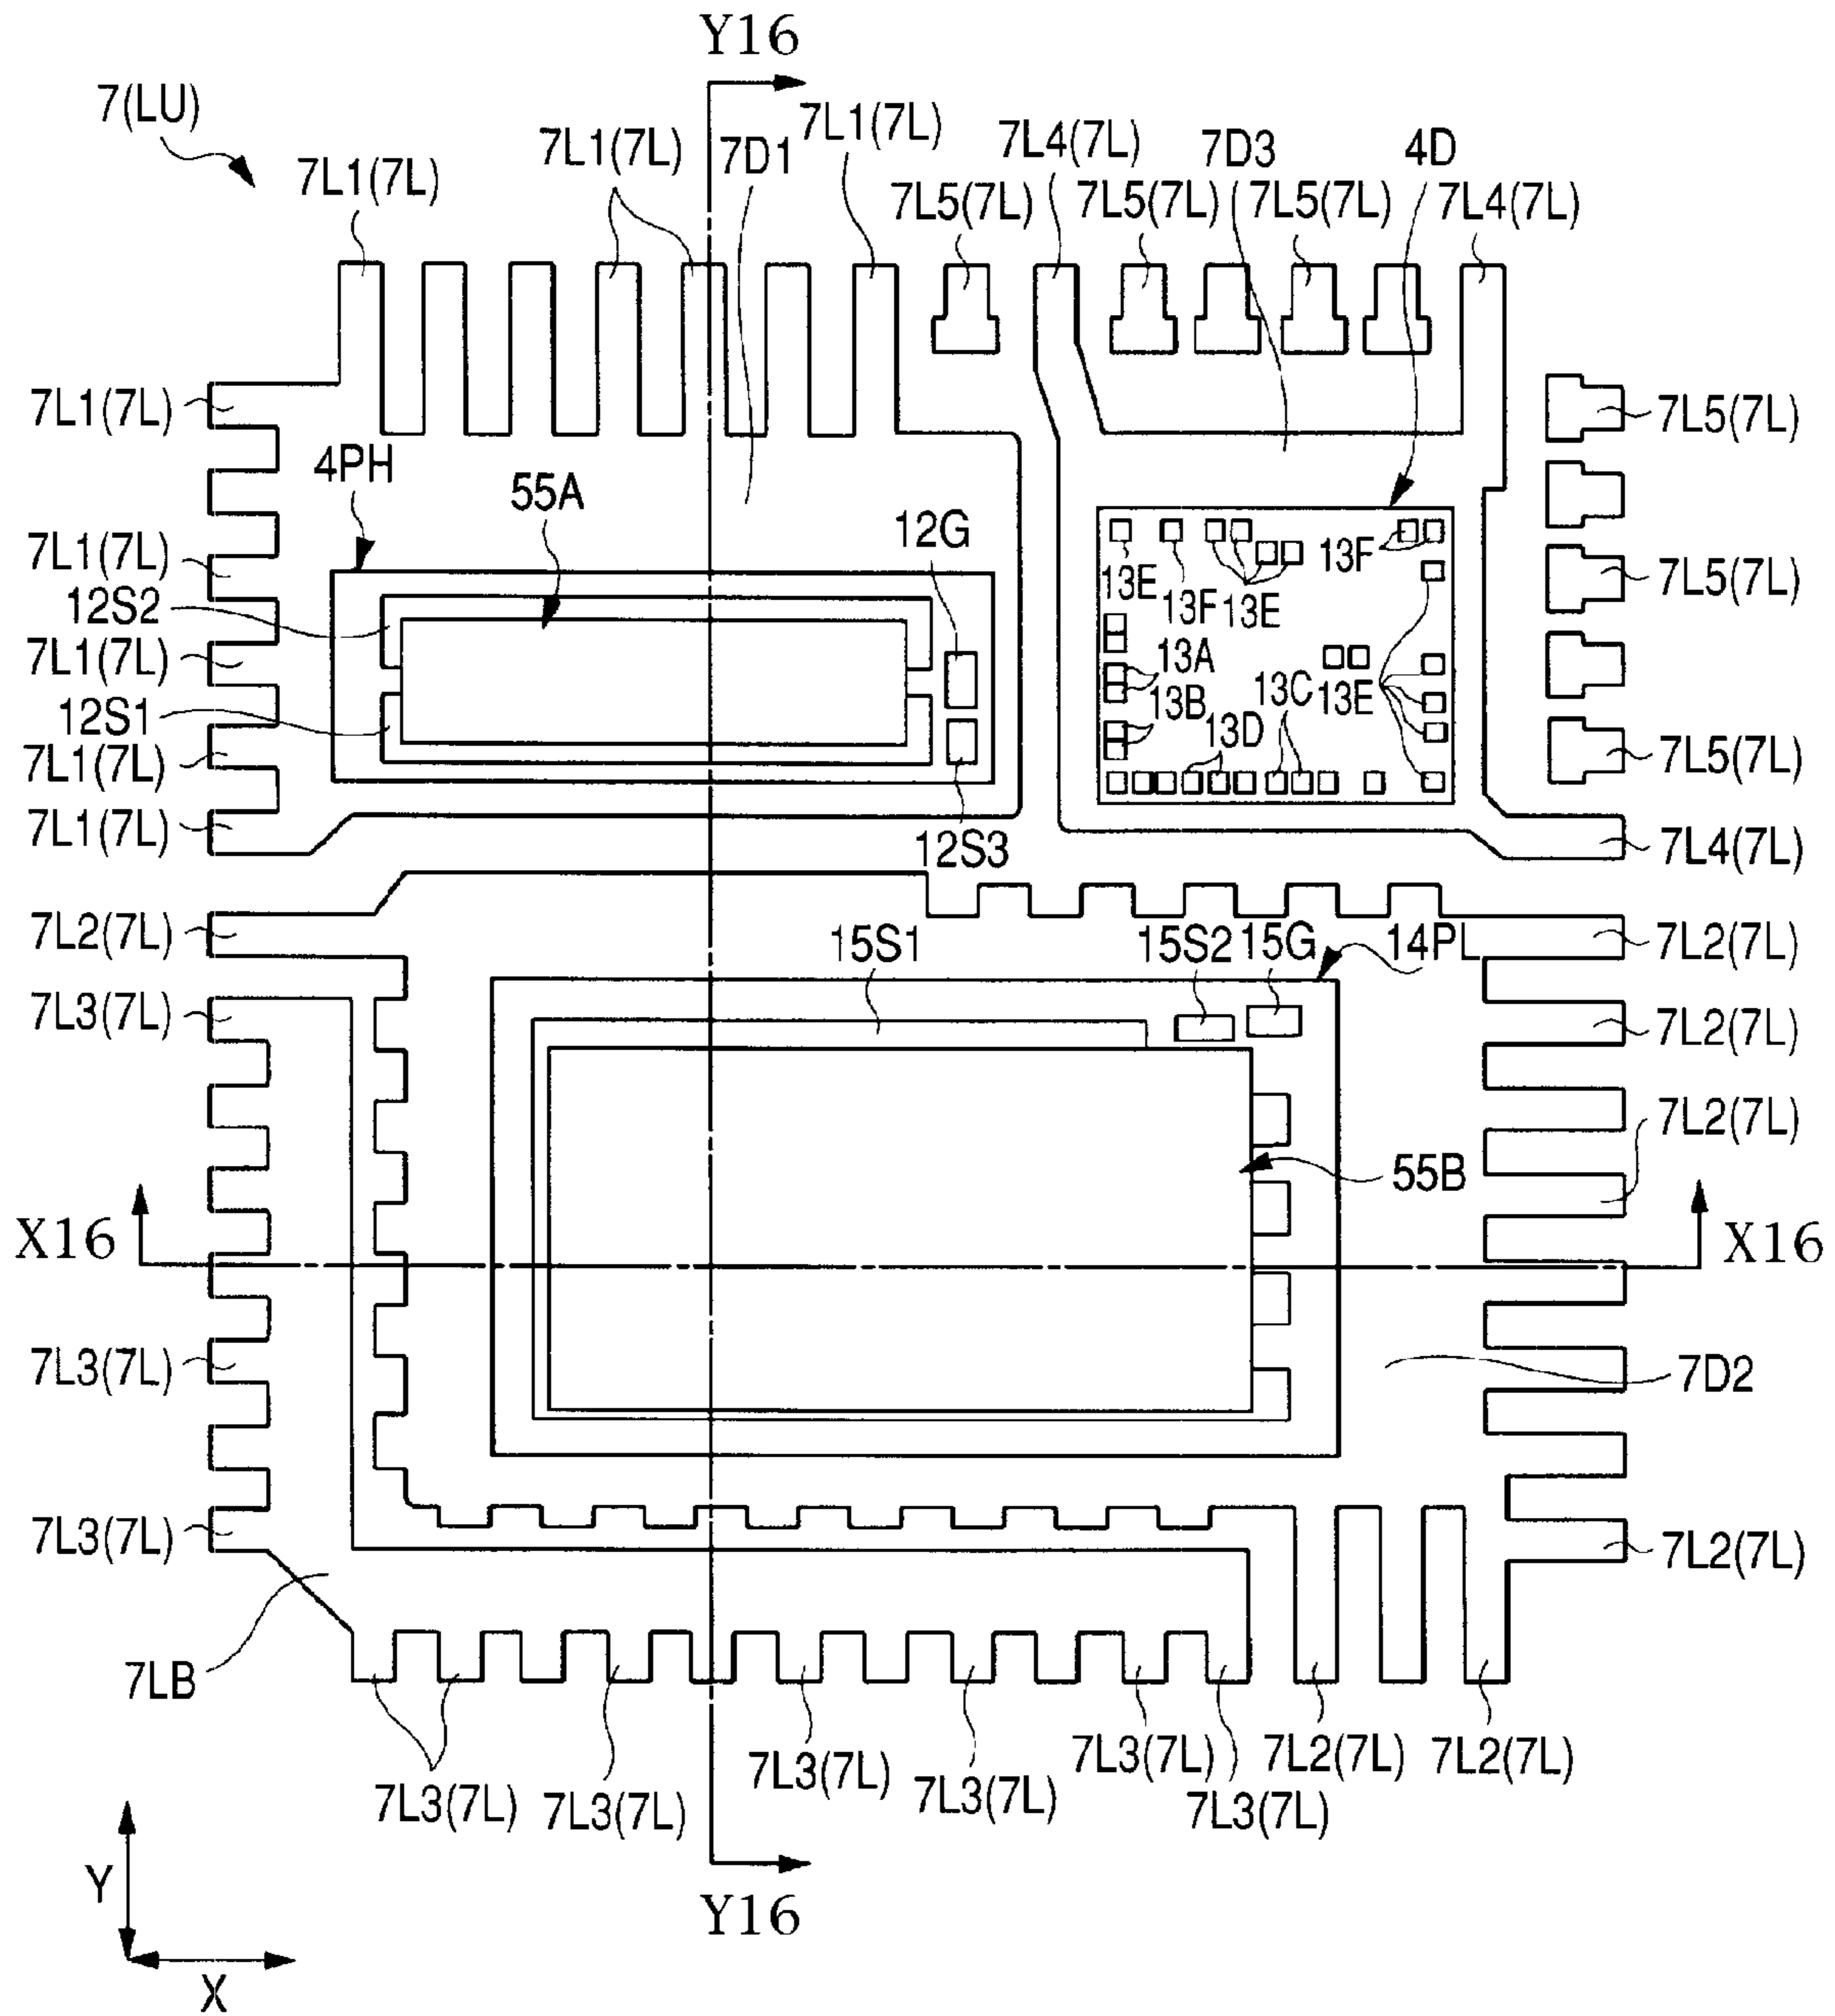 Y16
7(LU)
7L1(7L)
7L1(7L)
7D1
7L1(7L)
7L4(7L)
7D3
4D
7L5(7L)
7L5(7L)
7L5(7L)
7L4(7L)
7L1(7L)
7L5(7L)
4PH
55A
12G
13F
7L1(7L)
13E
7L5(7L)
12S2
13F
13E
7L1(7L)
13A
12S1
13B
13C
13E
7L1(7L)
13D
7L5(7L)
7L1(7L)
12S3
7L4(7L)
7L2(7L)
15S1
15S2
15G
14PL
7L2(7L)
7L3(7L)
7L2(7L)
7L2(7L)
55B
X16
X16
7L3(7L)
7D2
7L3(7L)
7L2(7L)
7LB
7L3(7L)
7L3(7L)
7L3(7L)
7L3(7L)
7L3(7L)
7L3(7L)
7L2(7L)
7L2(7L)
Y
X
Y16